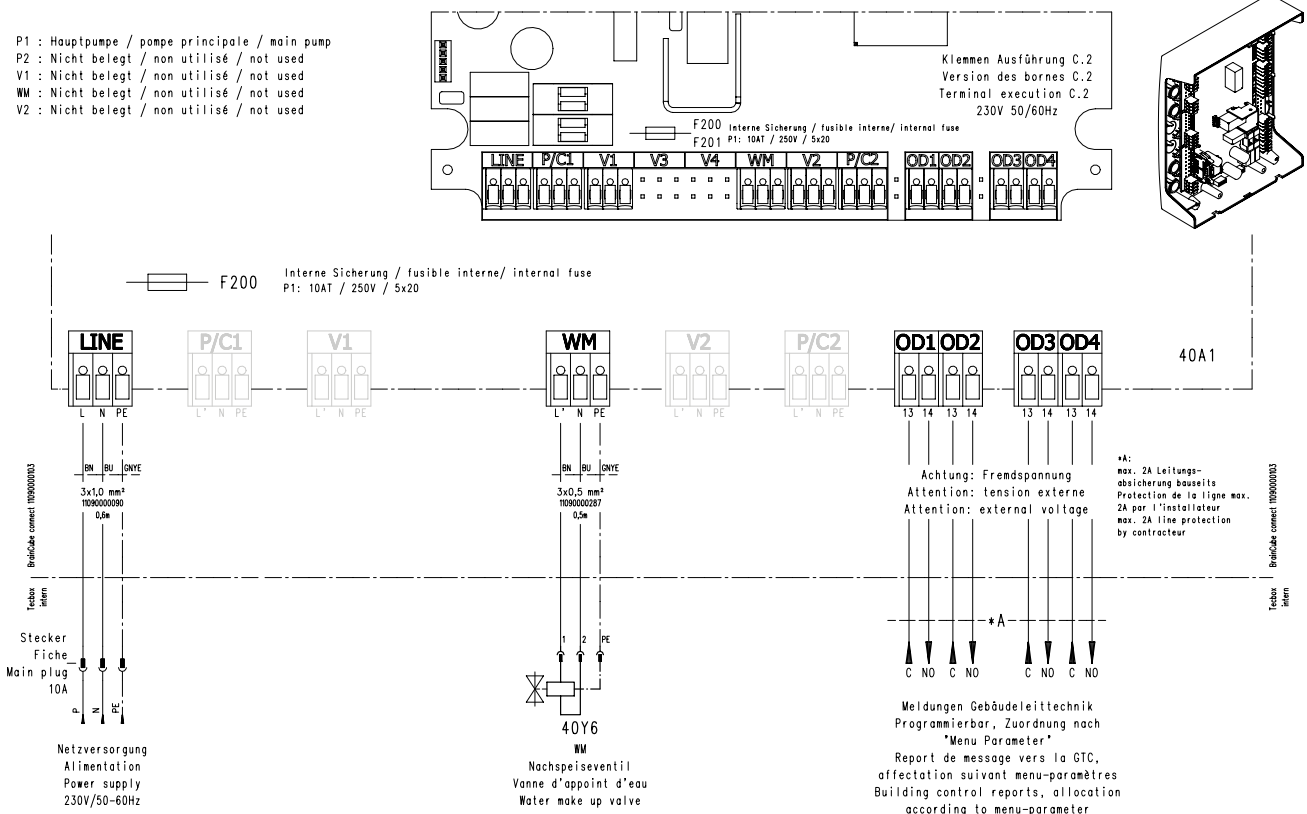 P1 : Hauptpumpe / pompe principale / main pump
P2 : Nicht belegt / non utilisé / not used
V1 : Nicht belegt / non utilisé / not used
WM : Nicht belegt / non utilisé / not used
V2 : Nicht belegt / non utilisé / not used
Klemmen Ausführung C.2
Version des bornes C.2
Terminal execution C.2
230V 50/60Hz
F200
F201
Interne Sicherung / fusible interne/ internal fuse
P1: 10AT / 250V / 5x20
LINE P/C1 V1 V3 V4 WM V2 P/C2 OD1 OD2 OD3 OD4
F200
Interne Sicherung / fusible interne/ internal fuse
P1: 10AT / 250V / 5x20
LINE P/C1 V1 WM V2 P/C2 OD1 OD2 OD3 OD4
40A1
L N PE L' N PE L' N PE L' N PE L' N PE L' N PE 13 14 13 14 13 14 13 14
BN BU GNYE
3x1,0 mm²
11090000090
0,6m
BN BU GNYE
3x0,5 mm²
11090000287
0,5m
Achtung: Fremdspannung
Attention: tension externe
Attention: external voltage
*A:
max. 2A Leitungs-
absicherung bauseits
Protection de la ligne max.
2A par l'installateur
max. 2A line protection
by contracteur
BrainCube connect 11090000103
Tecbox
intern
BrainCube connect 11090000103
Tecbox
intern
Stecker
Fiche
Main plug
10A
P N PE
Netzversorgung
Alimentation
Power supply
230V/50-60Hz
1 2 PE
40Y6
WM
Nachspeiseventil
Vanne d'appoint d'eau
Water make up valve
*A
C NO C NO C NO C NO
Meldungen Gebäudeleittechnik
Programmierbar, Zuordnung nach
"Menu Parameter"
Report de message vers la GTC,
affectation suivant menu-paramètres
Building control reports, allocation
according to menu-parameter